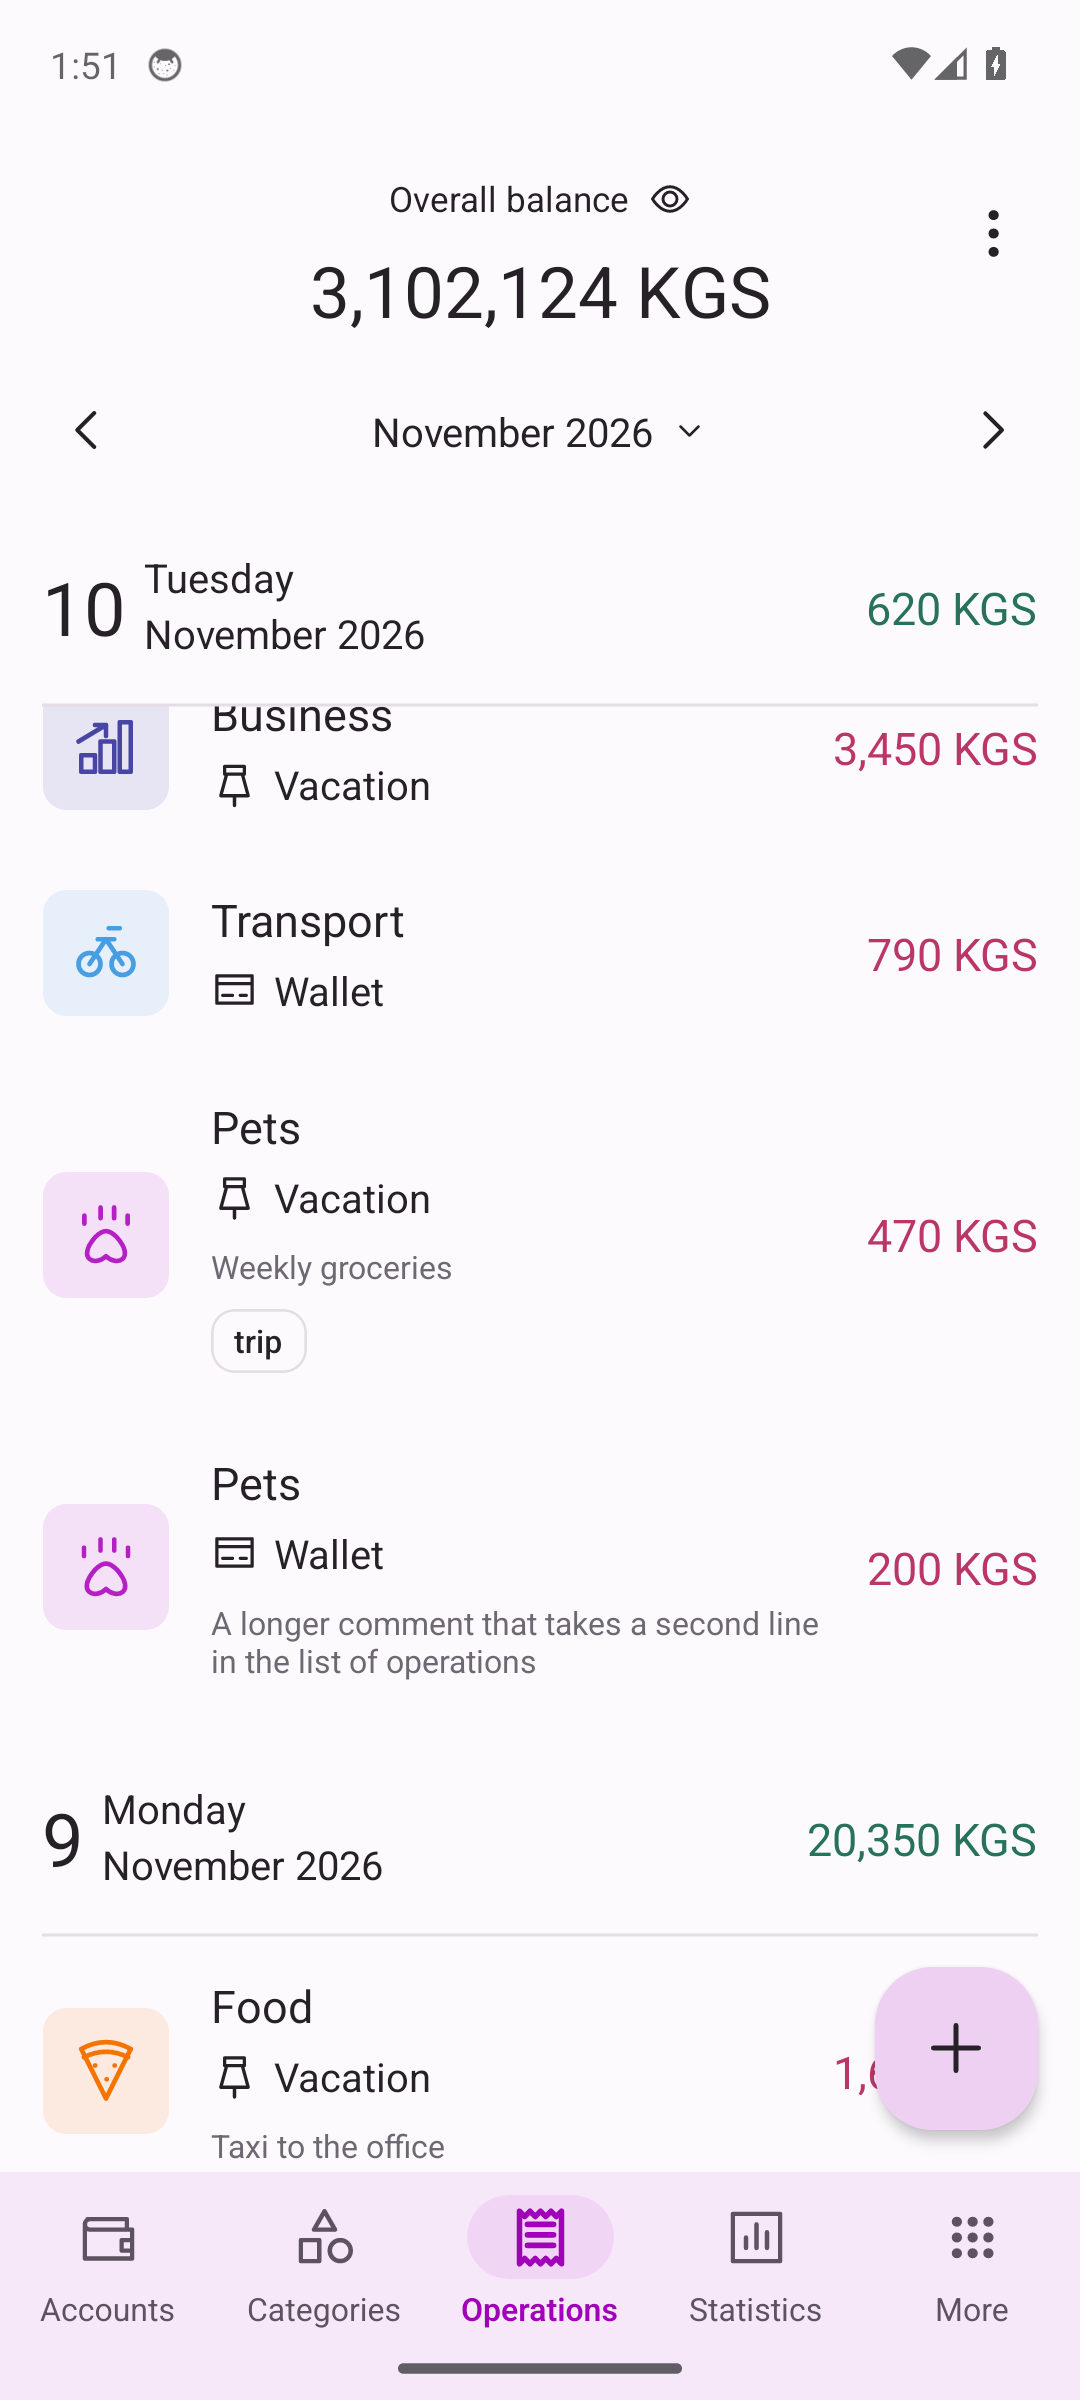 1:51
Overall balance
3,102,124 KGS
November 2026
10
Tuesday
November 2026
620 KGS
Business
Vacation
3,450 KGS
Transport
Wallet
790 KGS
Pets
Vacation
Weekly groceries
trip
470 KGS
Pets
Wallet
A longer comment that takes a second line
in the list of operations
200 KGS
9
Monday
November 2026
20,350 KGS
Food
Vacation
Taxi to the office
Accounts
Categories
Operations
Statistics
More